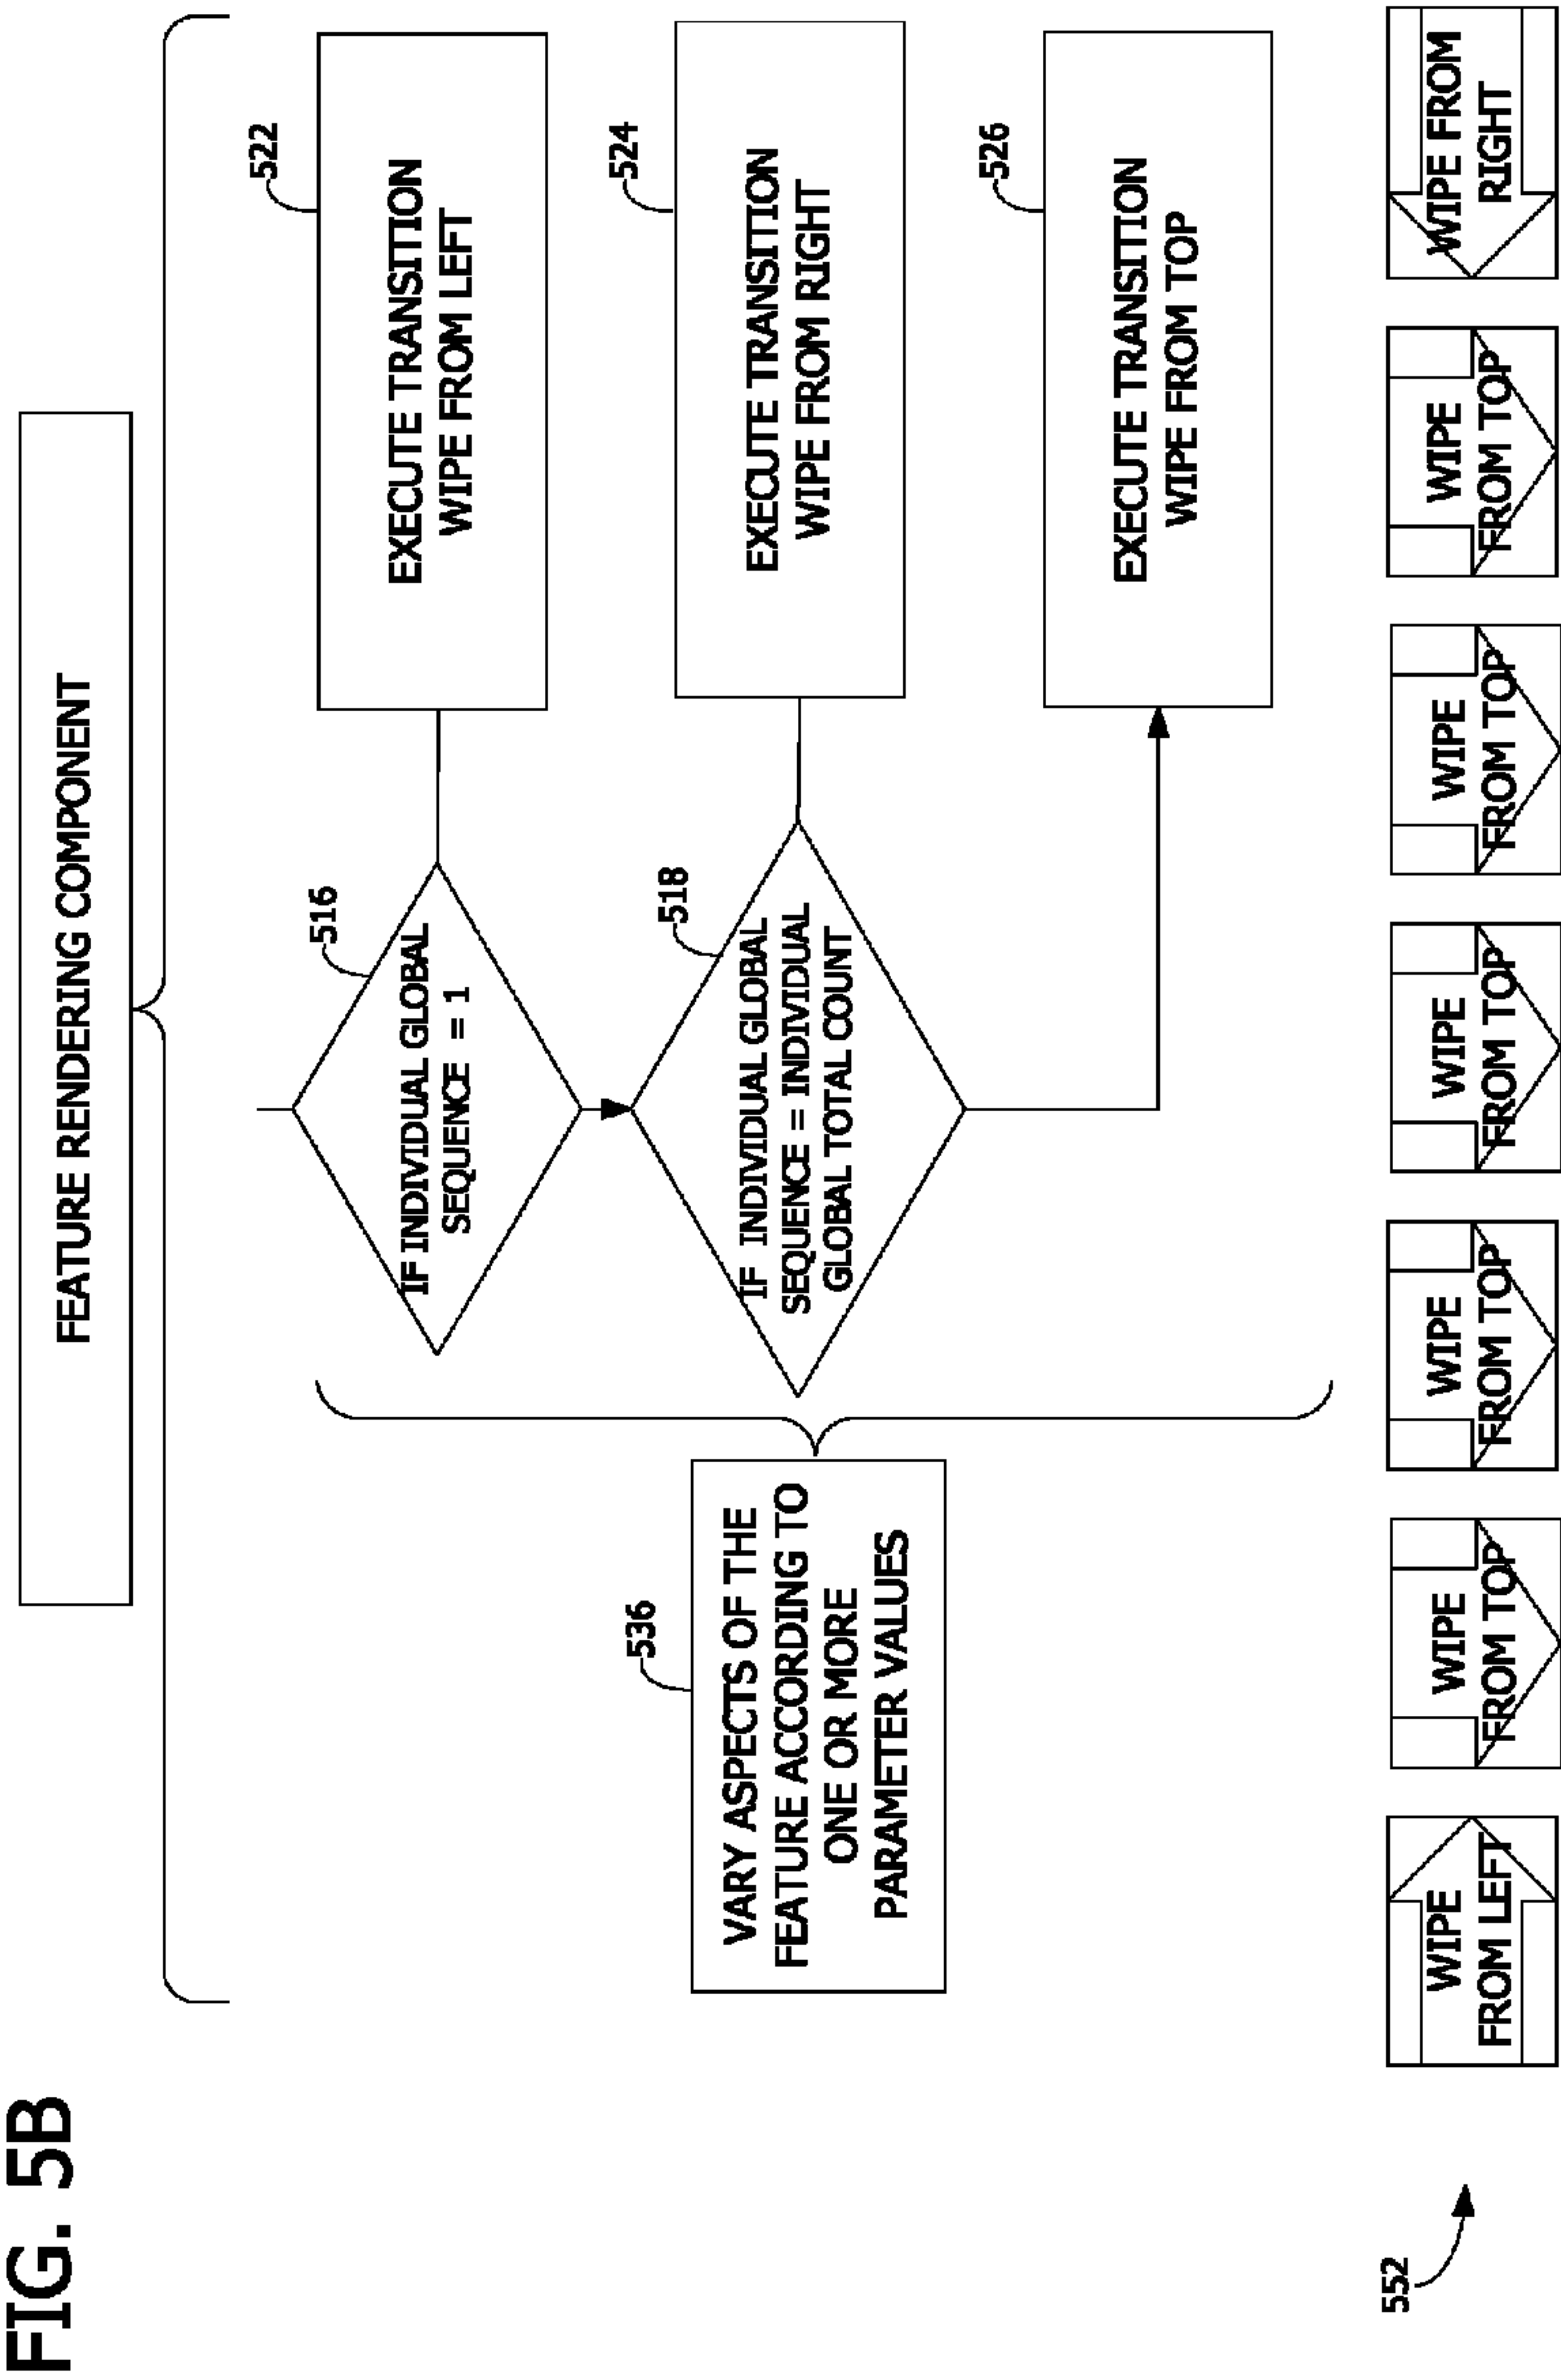 FIG. 5B
FEATURE RENDERING COMPONENT
516
IF INDIVIDUAL GLOBAL
SEQUENCE = 1
522
EXECUTE TRANSITION
WIPE FROM LEFT
536
VARY ASPECTS OF THE
FEATURE ACCORDING TO
ONE OR MORE
PARAMETER VALUES
518
IF INDIVIDUAL GLOBAL
SEQUENCE = INDIVIDUAL
GLOBAL TOTAL COUNT
524
EXECUTE TRANSITION
WIPE FROM RIGHT
526
EXECUTE TRANSITION
WIPE FROM TOP
552
WIPE
FROM LEFT
WIPE
FROM TOP
WIPE
FROM TOP
WIPE
FROM TOP
WIPE
FROM TOP
WIPE
FROM TOP
WIPE FROM
RIGHT